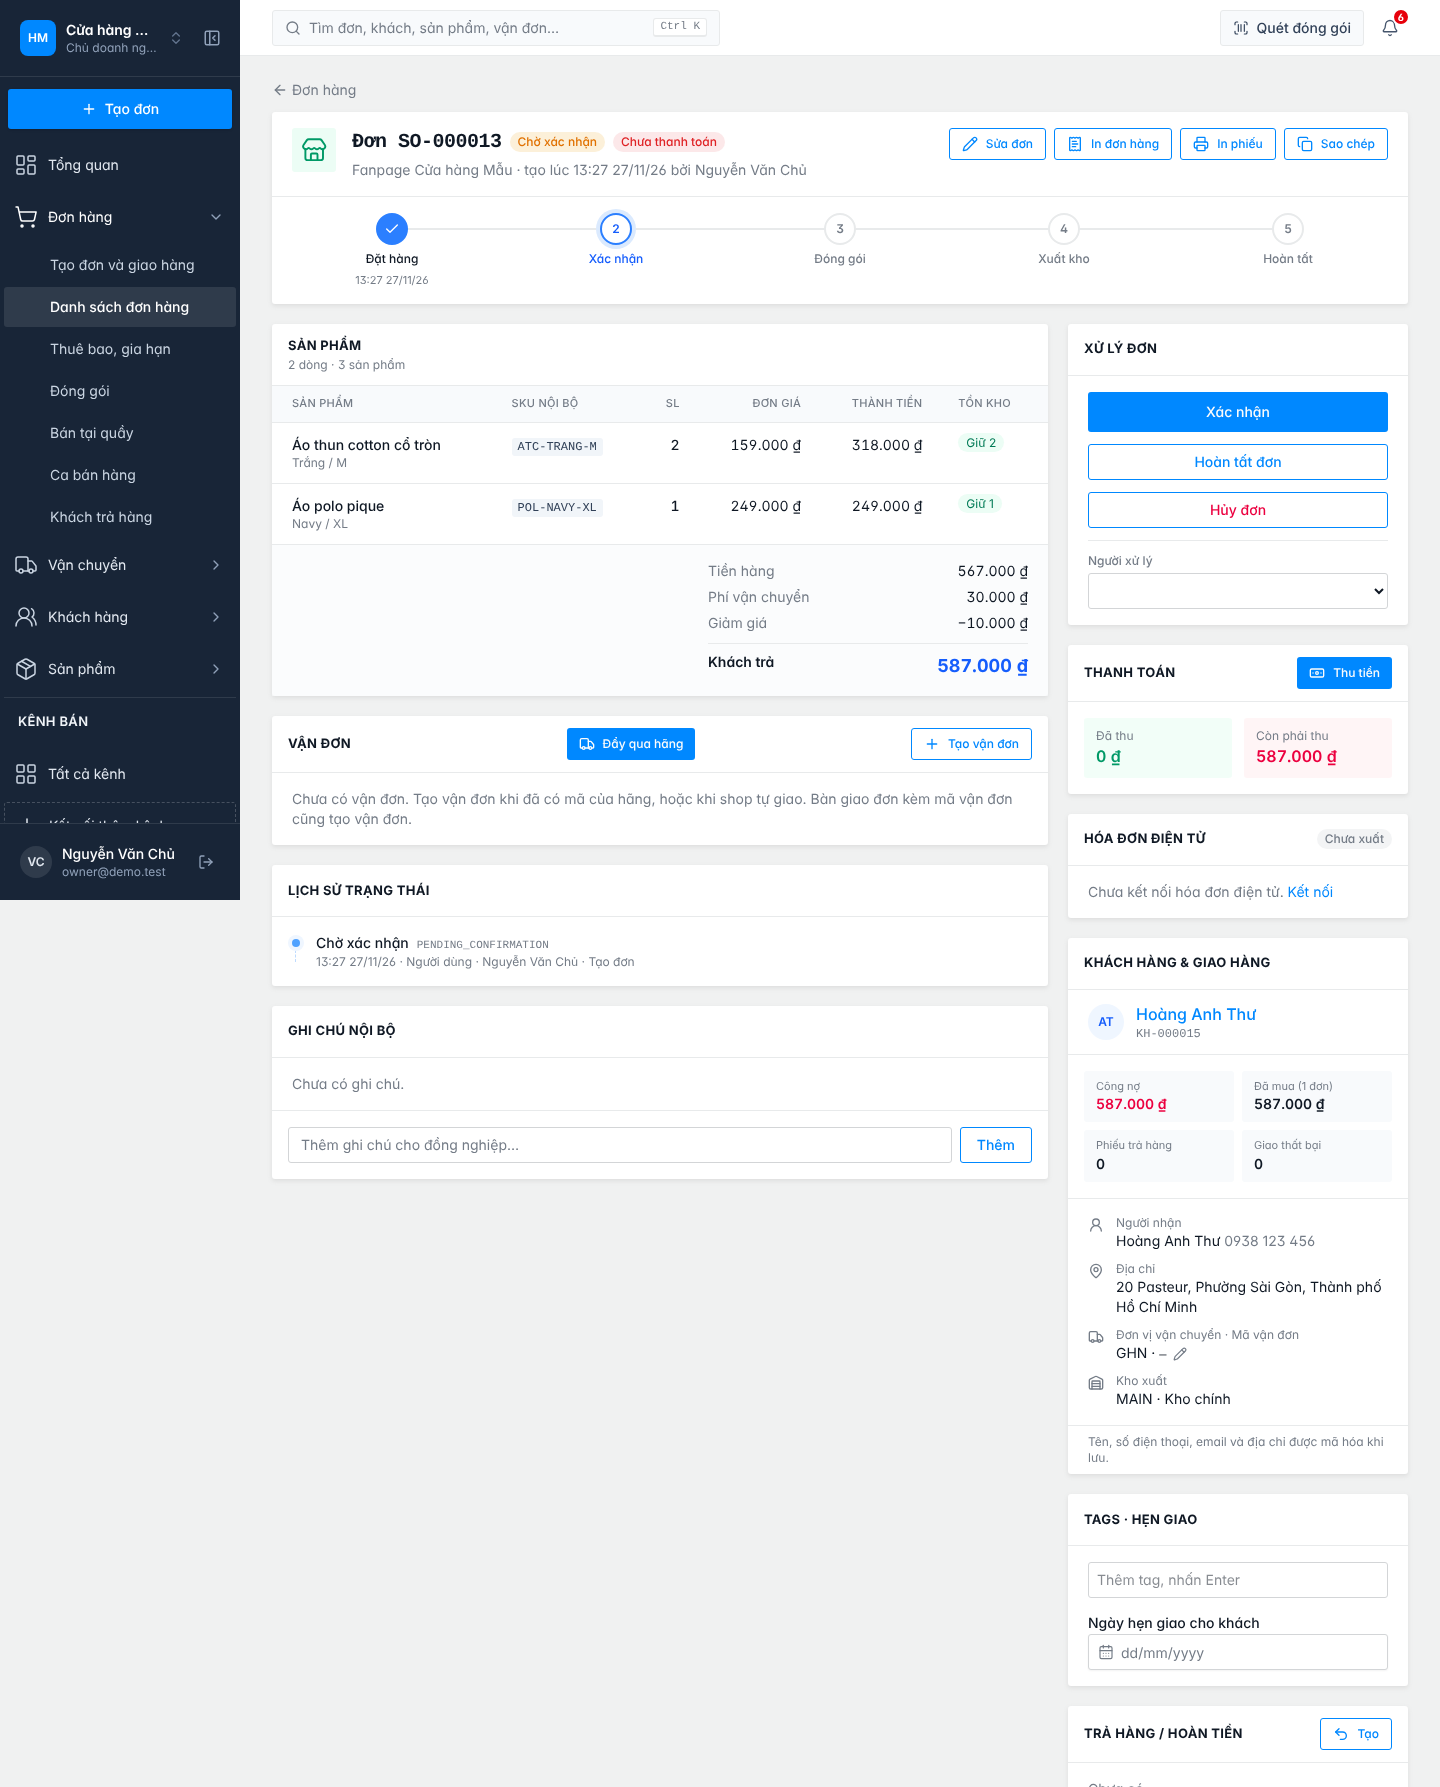 HM
Cửa hàng ...
Chủ doanh ng...
Tạo đơn
Tổng quan
Đơn hàng
Tạo đơn và giao hàng
Danh sách đơn hàng
Thuê bao, gia hạn
Đóng gói
Bán tại quầy
Ca bán hàng
Khách trả hàng
Vận chuyển
Khách hàng
Sản phẩm
KÊNH BÁN
Tất cả kênh
VC
Nguyễn Văn Chủ
owner@demo.test
Tìm đơn, khách, sản phẩm, vận đơn...
Ctrl K
Quét đóng gói
6
Đơn hàng
Đơn SO-000013 Chờ xác nhận Chưa thanh toán
Fanpage Cửa hàng Mẫu · tạo lúc 13:27 27/11/26 bởi Nguyễn Văn Chủ
Sửa đơn
In đơn hàng
In phiếu
Sao chép
2 3 4 5
Đặt hàng Xác nhận Đóng gói Xuất kho Hoàn tất
13:27 27/11/26
SẢN PHẨM
2 dòng · 3 sản phẩm
SẢN PHẨM SKU NỘI BỘ SL ĐƠN GIÁ THÀNH TIỀN TỒN KHO
Áo thun cotton cổ tròn ATC-TRANG-M 2 159.000 ₫ 318.000 ₫ Giữ 2
Trắng / M
Áo polo pique POL-NAVY-XL 1 249.000 ₫ 249.000 ₫ Giữ 1
Navy / XL
Tiền hàng 567.000 ₫
Phí vận chuyển 30.000 ₫
Giảm giá −10.000 ₫
Khách trả 587.000 ₫
VẬN ĐƠN
Đẩy qua hãng
Tạo vận đơn
Chưa có vận đơn. Tạo vận đơn khi đã có mã của hãng, hoặc khi shop tự giao. Bàn giao đơn kèm mã vận đơn
cũng tạo vận đơn.
LỊCH SỬ TRẠNG THÁI
Chờ xác nhận PENDING_CONFIRMATION
13:27 27/11/26 · Người dùng · Nguyễn Văn Chủ · Tạo đơn
GHI CHÚ NỘI BỘ
Chưa có ghi chú.
Thêm ghi chú cho đồng nghiệp...
Thêm
XỬ LÝ ĐƠN
Xác nhận
Hoàn tất đơn
Hủy đơn
Người xử lý
THANH TOÁN
Thu tiền
Đã thu Còn phải thu
0 ₫ 587.000 ₫
HÓA ĐƠN ĐIỆN TỬ Chưa xuất
Chưa kết nối hóa đơn điện tử. Kết nối
KHÁCH HÀNG & GIAO HÀNG
AT
Hoàng Anh Thư
KH-000015
Công nợ Đã mua (1 đơn)
587.000 ₫ 587.000 ₫
Phiếu trả hàng Giao thất bại
0 0
Người nhận
Hoàng Anh Thư 0938 123 456
Địa chỉ
20 Pasteur, Phường Sài Gòn, Thành phố
Hồ Chí Minh
Đơn vị vận chuyển · Mã vận đơn
GHN · –
Kho xuất
MAIN · Kho chính
Tên, số điện thoại, email và địa chỉ được mã hóa khi
lưu.
TAGS · HẸN GIAO
Thêm tag, nhấn Enter
Ngày hẹn giao cho khách
dd/mm/yyyy
TRẢ HÀNG / HOÀN TIỀN
Tạo